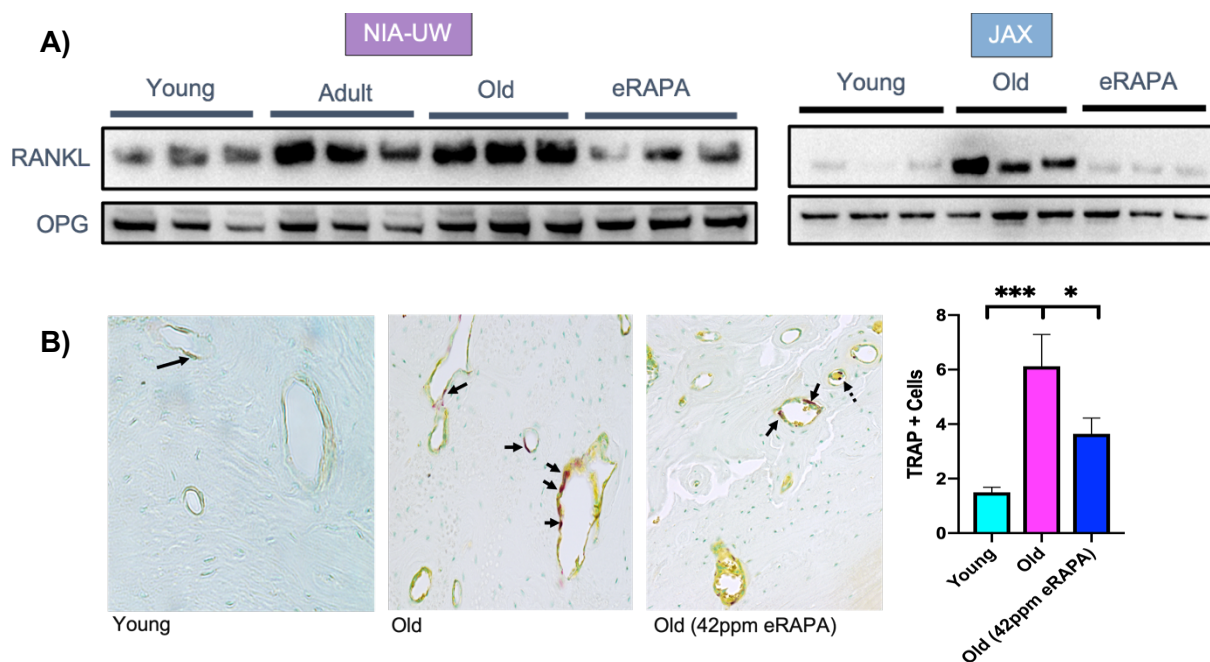 A)
NIA-UW
JAX
Young Adult Old eRAPA
Young Old eRAPA
RANKL
OPG
B)
Young
Old
Old (42ppm eRAPA)
*** *
8
6
4
2
0
TRAP + Cells
Young
Old
Old (42ppm eRAPA)